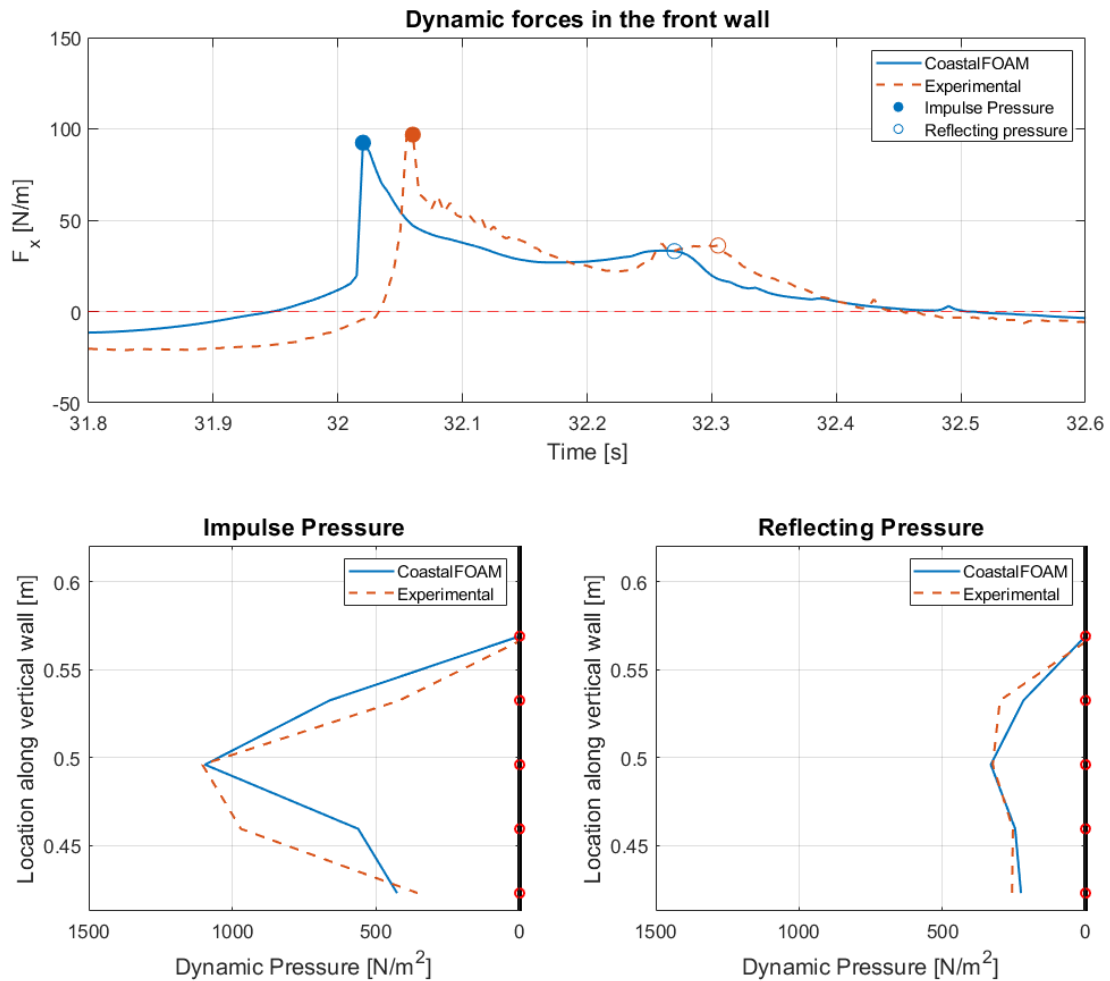 Dynamic forces in the front wall
150
100
50
0
-50
F_x [N/m]
CoastalFOAM
Experimental
Impulse Pressure
Reflecting pressure
31.8 31.9 32 32.1 32.2 32.3 32.4 32.5 32.6
Time [s]
Impulse Pressure
Location along vertical wall [m]
0.6
0.55
0.5
0.45
CoastalFOAM
Experimental
1500 1000 500 0
Dynamic Pressure [N/m²]
Reflecting Pressure
Location along vertical wall [m]
0.6
0.55
0.5
0.45
CoastalFOAM
Experimental
1500 1000 500 0
Dynamic Pressure [N/m²]